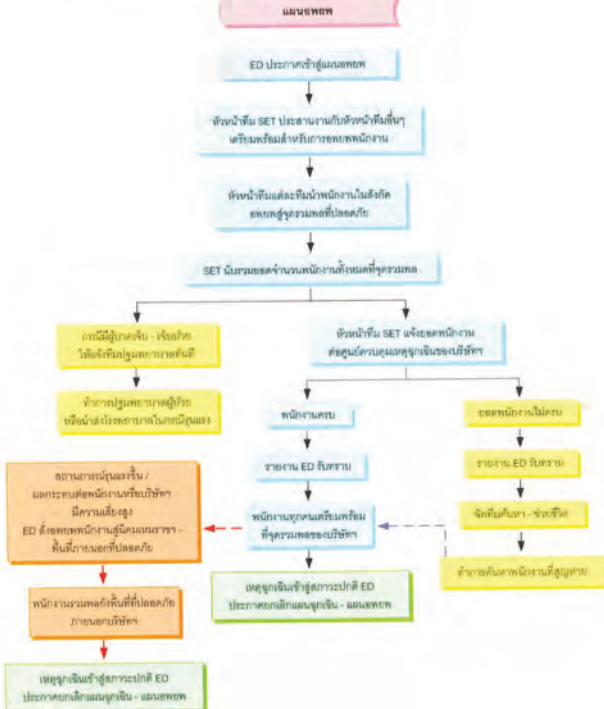 แผนอพยพ
ED ประกาศเข้าสู่แผนอพยพ
หัวหน้าทีม SET ประสานงานกับหัวหน้าทีมอื่นๆ
เตรียมพร้อมสำหรับการอพยพพนักงาน
หัวหน้าทีมแต่ละทีมนำพนักงานในสังกัด
อพยพสู่จุดรวมพลที่ปลอดภัย
SET นับรวมยอดจำนวนพนักงานทั้งหมดที่จุดรวมพล
กรณีมีผู้บาดเจ็บ - เจ็บป่วย
ให้แจ้งทีมปฐมพยาบาลทันที
หัวหน้าทีม SET แจ้งยอดพนักงาน
ต่อศูนย์ควบคุมเหตุฉุกเฉินของบริษัทฯ
ทำการปฐมพยาบาลผู้ป่วย
หรือนำส่งโรงพยาบาลในกรณีรุนแรง
พนักงานครบ
ยอดพนักงานไม่ครบ
รายงาน ED รับทราบ
รายงาน ED รับทราบ
สถานการณ์รุนแรงขึ้น /
ผลกระทบต่อพนักงานหรือบริษัทฯ
มีความเสี่ยงสูง
ED สั่งอพยพพนักงานสู่นิคมเหมราชฯ -
พื้นที่ภายนอกที่ปลอดภัย
พนักงานทุกคนเตรียมพร้อม
ที่จุดรวมพลของบริษัทฯ
จัดทีมค้นหา - ช่วยชีวิต
ทำการค้นหาพนักงานที่สูญหาย
เหตุฉุกเฉินเข้าสู่สภาวะปกติ ED
ประกาศยกเลิกแผนฉุกเฉิน - แผนอพยพ
พนักงานรวมพลยังพื้นที่ที่ปลอดภัย
ภายนอกบริษัทฯ
เหตุฉุกเฉินเข้าสู่สภาวะปกติ ED
ประกาศยกเลิกแผนฉุกเฉิน - แผนอพยพ